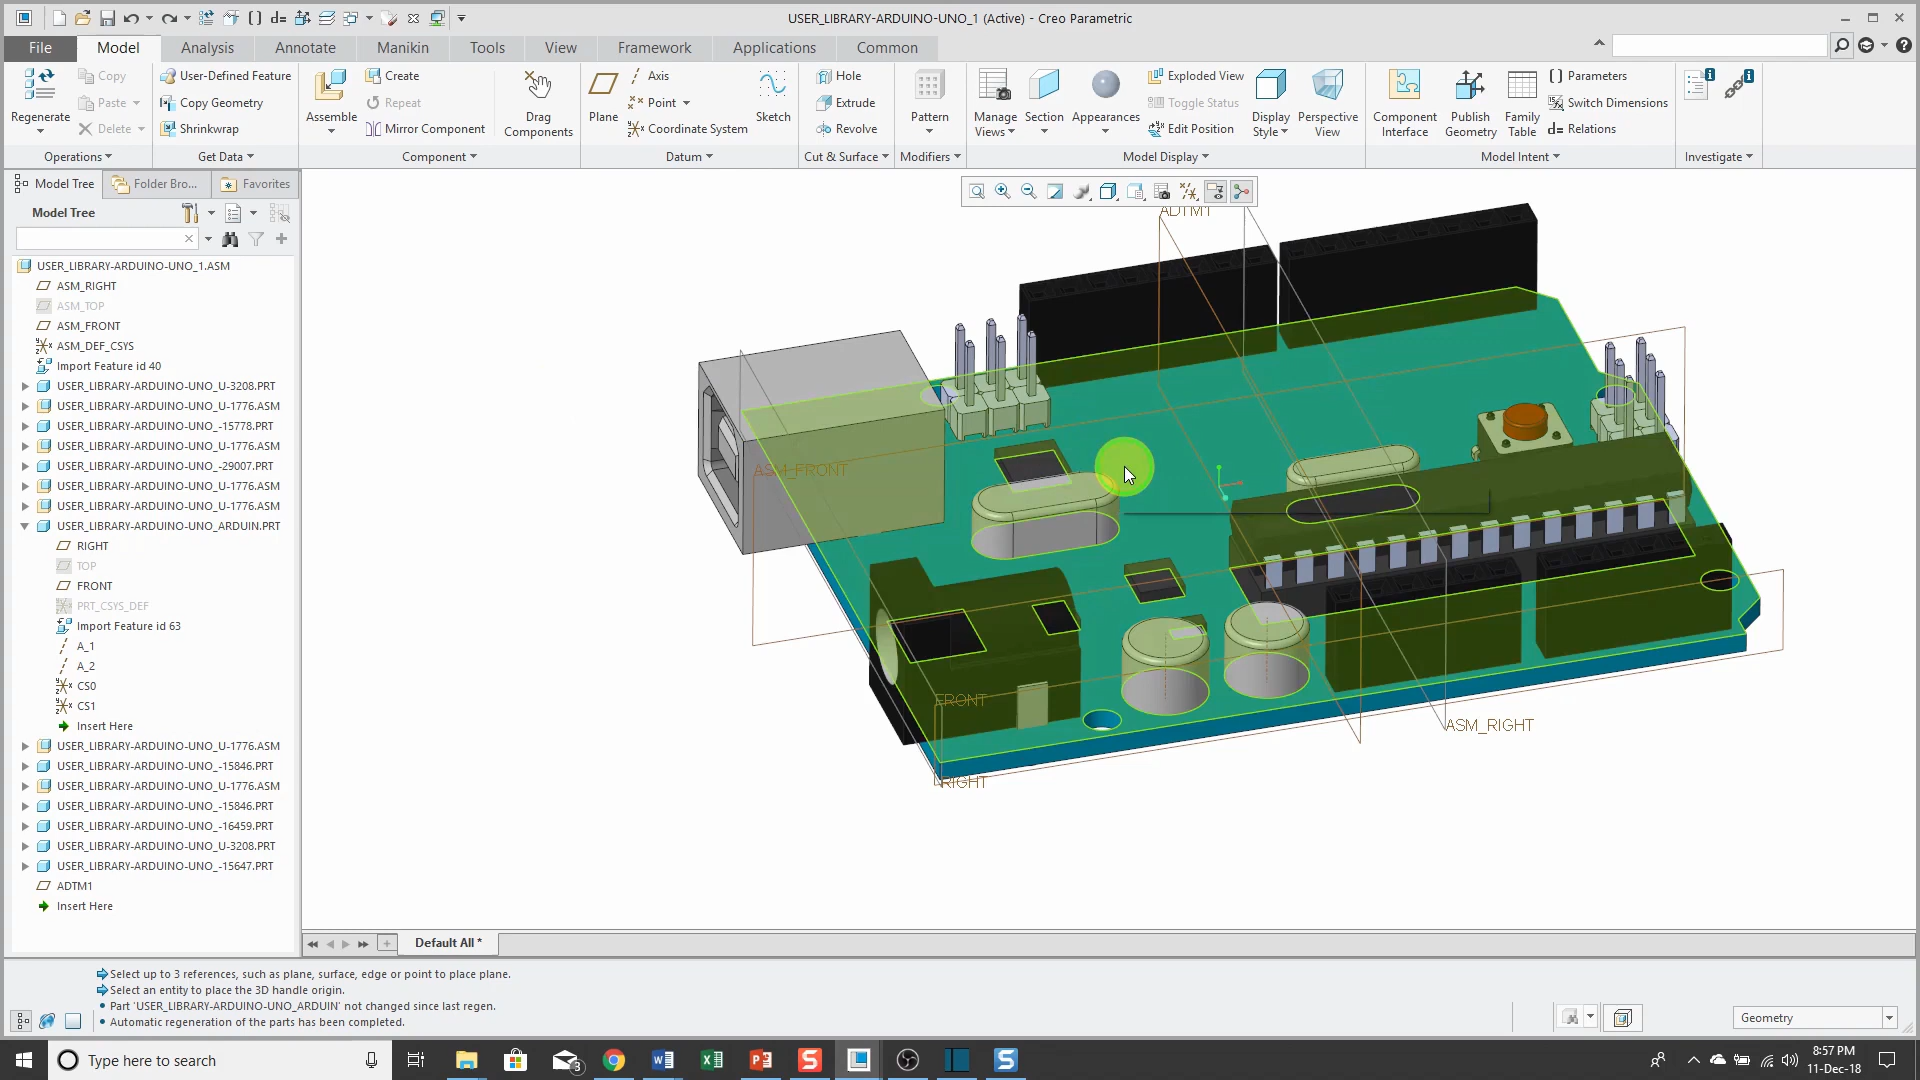 USER_LIBRARY-ARDUINO-UNO_1 (Active) - Creo Parametric
File
Model
Analysis
Annotate
Manikin
Tools
View
Framework
Applications
Common
Regenerate
Copy
Paste
Delete
Operations
User-Defined Feature
Copy Geometry
Shrinkwrap
Get Data
Assemble
Create
Repeat
Mirror Component
Drag Components
Component
Plane
Axis
Point
Coordinate System
Sketch
Datum
Hole
Extrude
Revolve
Cut & Surface
Pattern
Modifiers
Manage Views
Section
Appearances
Exploded View
Toggle Status
Edit Position
Display Style
Perspective View
Model Display
Component Interface
Publish Geometry
Family Table
Parameters
Switch Dimensions
Relations
Model Intent
Investigate
Model Tree
Folder Bro...
Favorites
Model Tree
USER_LIBRARY-ARDUINO-UNO_1.ASM
ASM_RIGHT
ASM_TOP
ASM_FRONT
ASM_DEF_CSYS
Import Feature id 40
USER_LIBRARY-ARDUINO-UNO_U-3208.PRT
USER_LIBRARY-ARDUINO-UNO_U-1776.ASM
USER_LIBRARY-ARDUINO-UNO_-15778.PRT
USER_LIBRARY-ARDUINO-UNO_U-1776.ASM
USER_LIBRARY-ARDUINO-UNO_-29007.PRT
USER_LIBRARY-ARDUINO-UNO_U-1776.ASM
USER_LIBRARY-ARDUINO-UNO_U-1776.ASM
USER_LIBRARY-ARDUINO-UNO_ARDUIN.PRT
RIGHT
TOP
FRONT
PRT_CSYS_DEF
Import Feature id 63
A_1
A_2
CS0
CS1
Insert Here
USER_LIBRARY-ARDUINO-UNO_U-1776.ASM
USER_LIBRARY-ARDUINO-UNO_-15846.PRT
USER_LIBRARY-ARDUINO-UNO_U-1776.ASM
USER_LIBRARY-ARDUINO-UNO_-15846.PRT
USER_LIBRARY-ARDUINO-UNO_-16459.PRT
USER_LIBRARY-ARDUINO-UNO_U-3208.PRT
USER_LIBRARY-ARDUINO-UNO_-15647.PRT
ADTM1
Insert Here
ADTM1
ASM_FRONT
FRONT
RIGHT
ASM_RIGHT
Default All *
Select up to 3 references, such as plane, surface, edge or point to place plane.
Select an entity to place the 3D handle origin.
• Part 'USER_LIBRARY-ARDUINO-UNO_ARDUIN' not changed since last regen.
• Automatic regeneration of the parts has been completed.
Geometry
Type here to search
3
8:57 PM
11-Dec-18